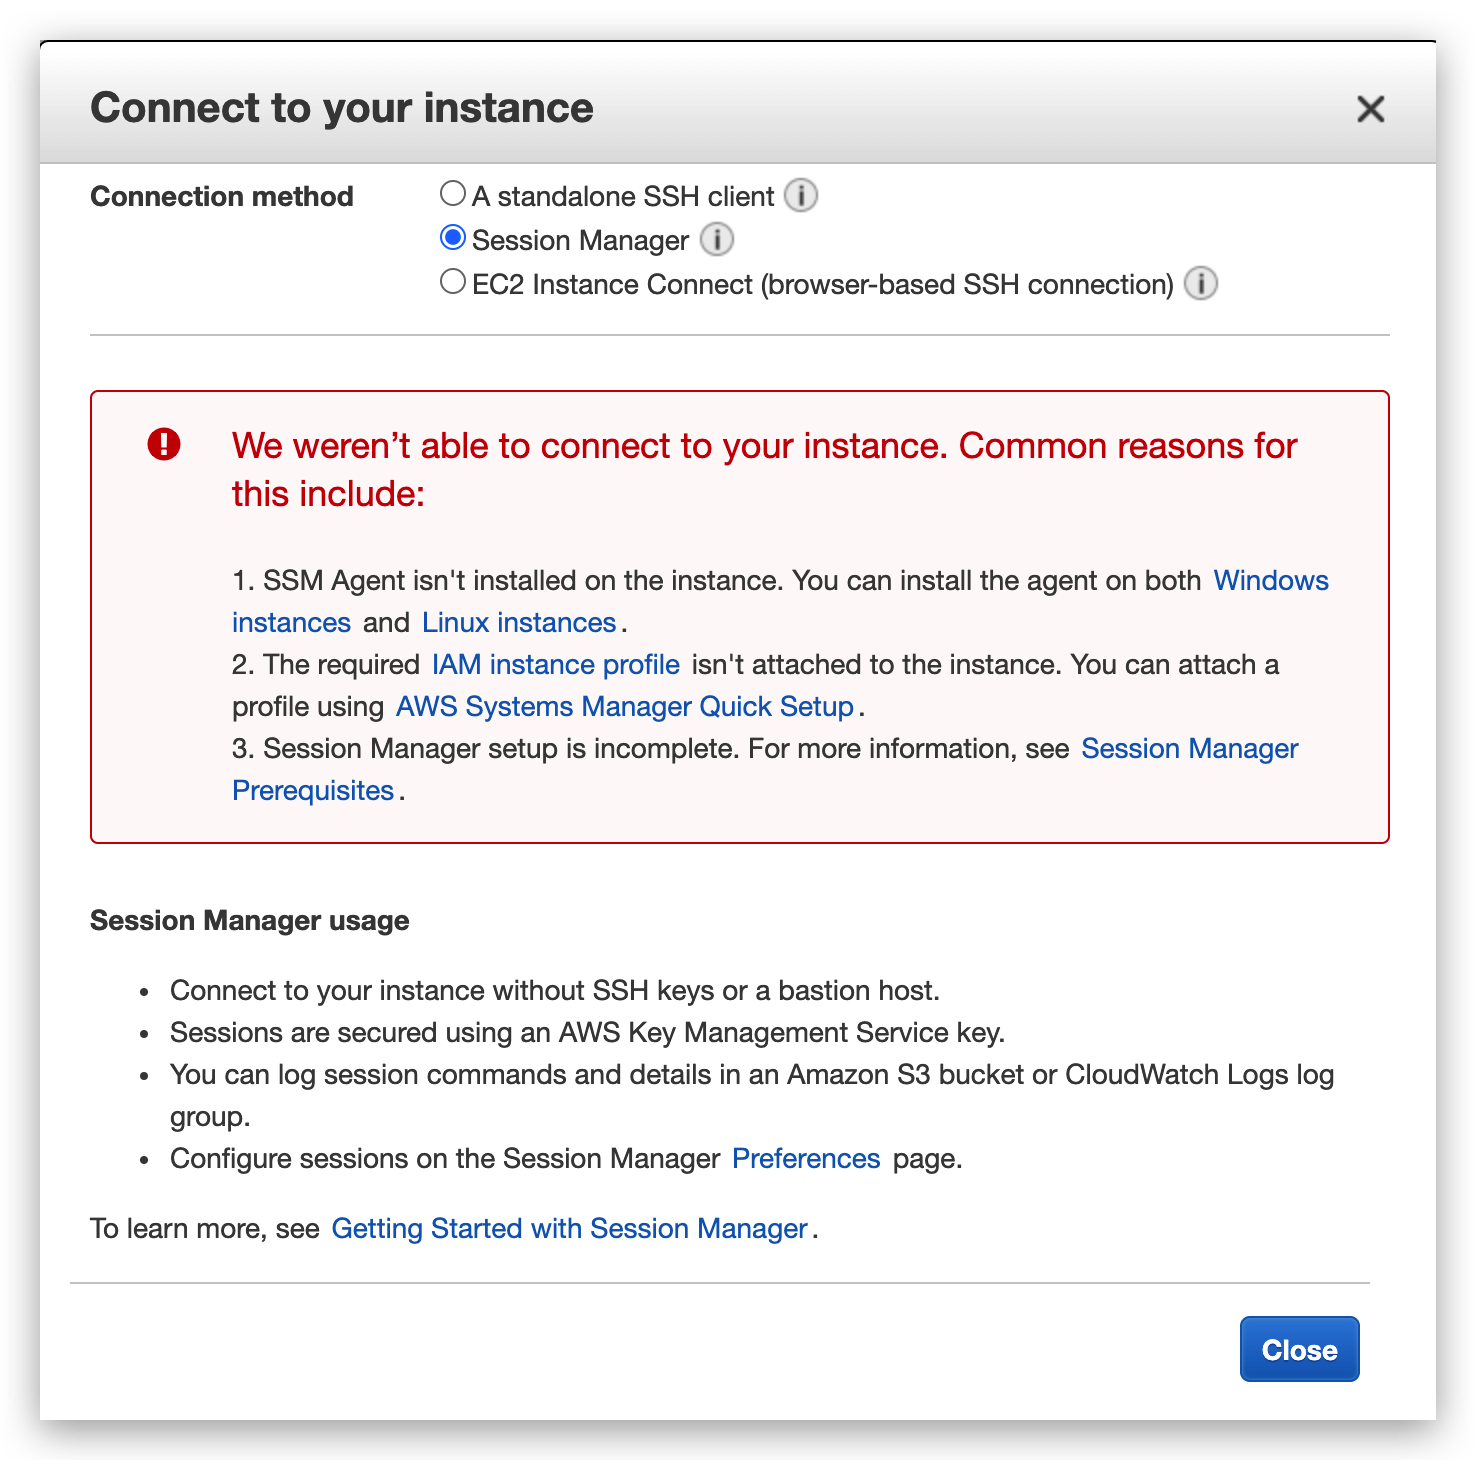 Connect to your instance
Connection method
A standalone SSH client
Session Manager
EC2 Instance Connect (browser-based SSH connection)
We weren’t able to connect to your instance. Common reasons for
this include:
1. SSM Agent isn't installed on the instance. You can install the agent on both Windows
instances and Linux instances.
2. The required IAM instance profile isn't attached to the instance. You can attach a
profile using AWS Systems Manager Quick Setup.
3. Session Manager setup is incomplete. For more information, see Session Manager
Prerequisites.
Session Manager usage
• Connect to your instance without SSH keys or a bastion host.
• Sessions are secured using an AWS Key Management Service key.
• You can log session commands and details in an Amazon S3 bucket or CloudWatch Logs log
group.
• Configure sessions on the Session Manager Preferences page.
To learn more, see Getting Started with Session Manager.
Close